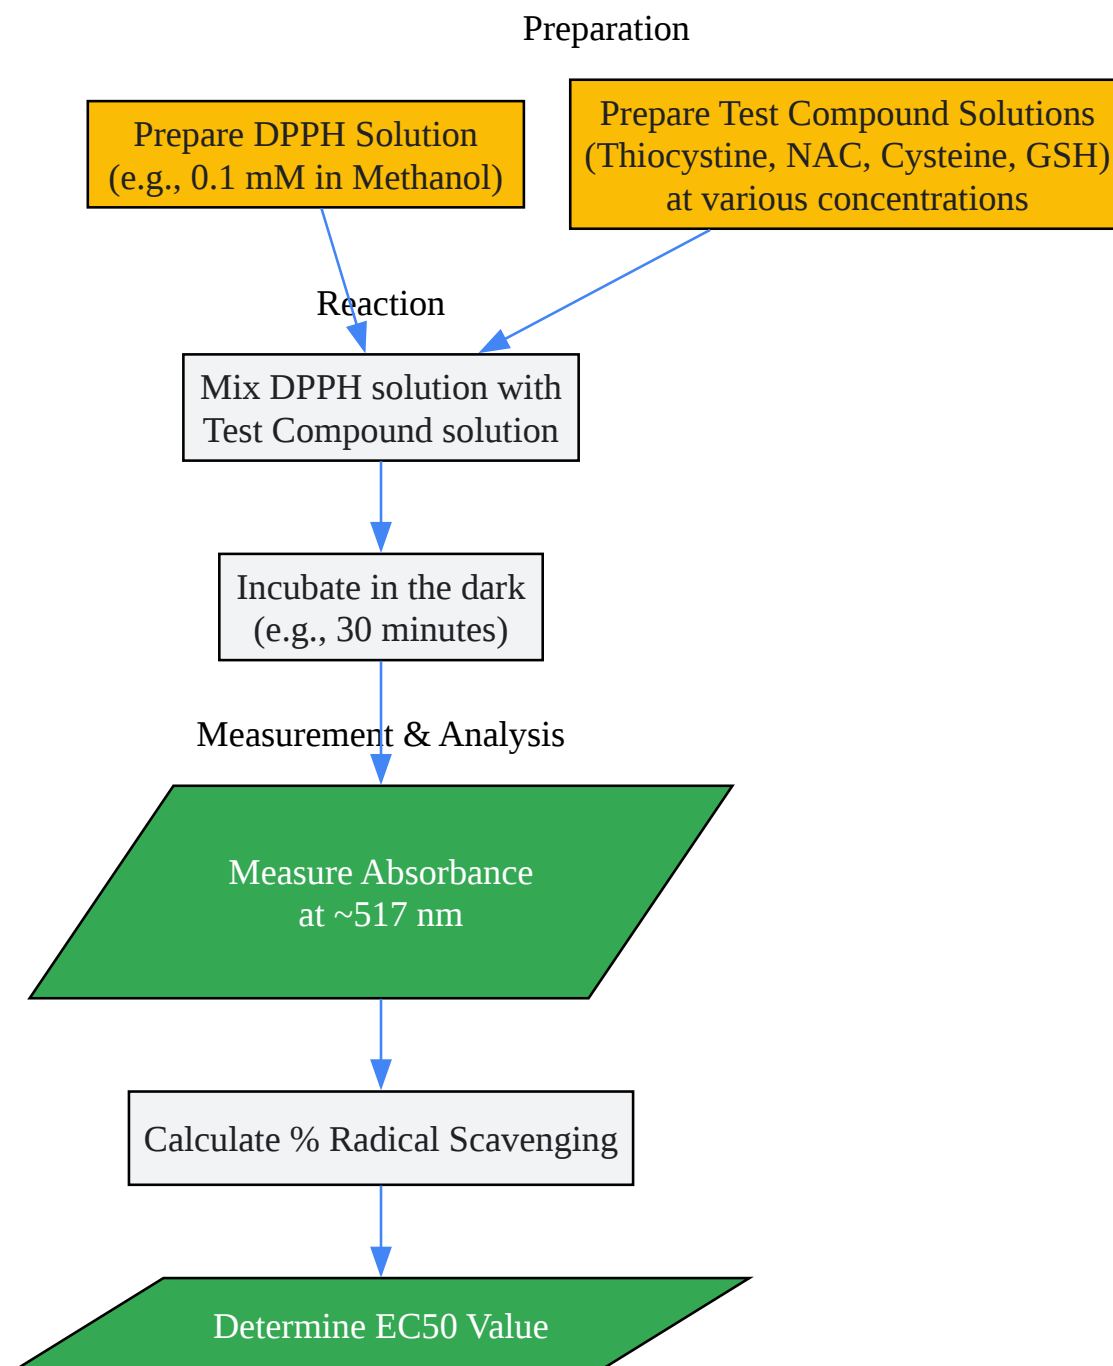 Preparation
Prepare DPPH Solution
(e.g., 0.1 mM in Methanol)
Prepare Test Compound Solutions
(Thiocystine, NAC, Cysteine, GSH)
at various concentrations
Reaction
Mix DPPH solution with
Test Compound solution
Incubate in the dark
(e.g., 30 minutes)
Measurement & Analysis
Measure Absorbance
at ~517 nm
Calculate % Radical Scavenging
Determine EC50 Value